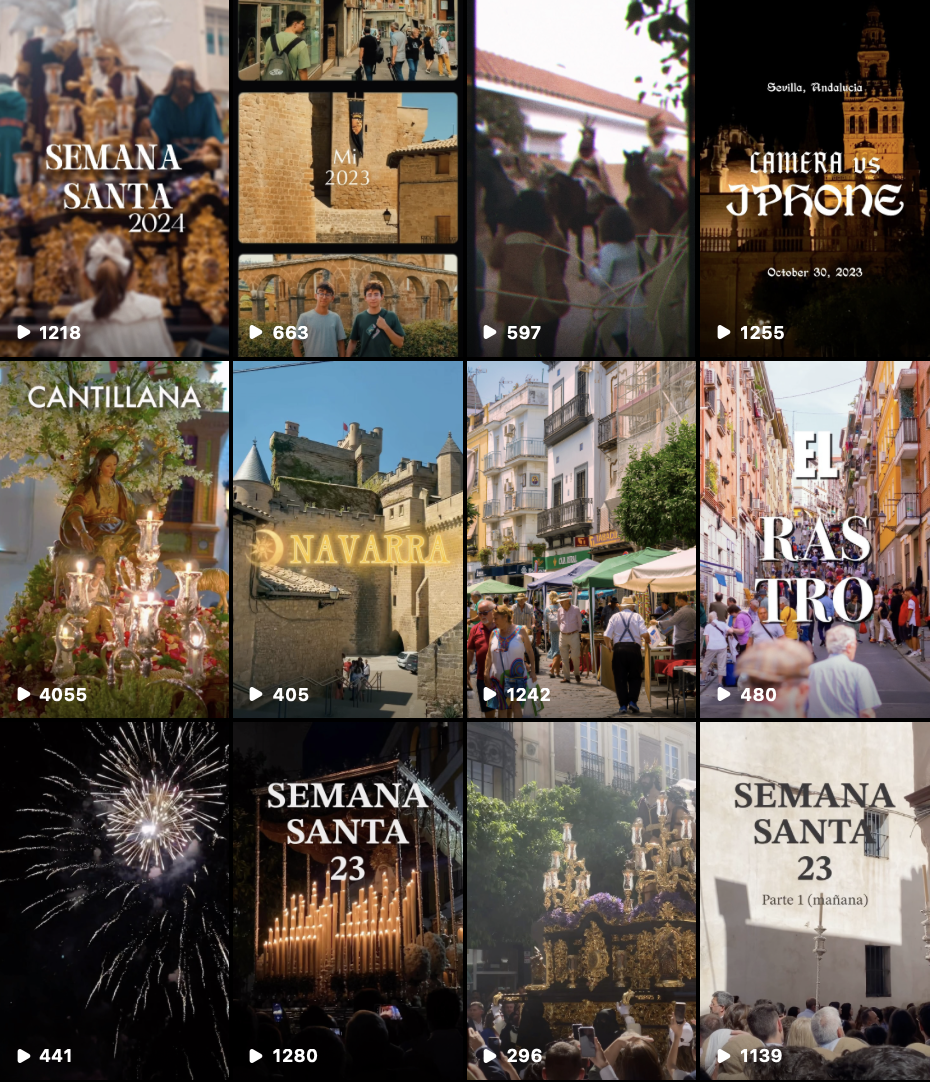 SEMANA
SANTA
2024
1218
Mi
2023
663
597
Sevilla, Andalucia
CAMERA vs
IPHONE
October 30, 2023
1255
CANTILLANA
4055
NAVARRA
405
1242
EL
RAS
TRO
480
441
SEMANA
SANTA
23
1280
296
SEMANA
SANTA
23
Parte 1 (mañana)
1139